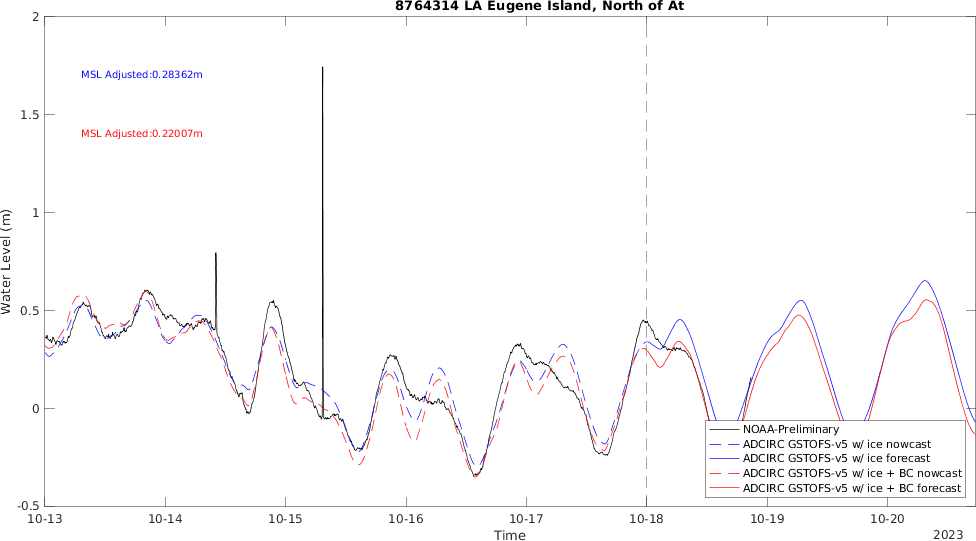 8764314 LA Eugene Island, North of At
MSL Adjusted:0.28362m
MSL Adjusted:0.22007m
Water Level (m)
2
1.5
1
0.5
0
-0.5
10-13 10-14 10-15 10-16 10-17 10-18 10-19 10-20
Time
2023
NOAA-Preliminary
ADCIRC GSTOFS-v5 w/ ice nowcast
ADCIRC GSTOFS-v5 w/ ice forecast
ADCIRC GSTOFS-v5 w/ ice + BC nowcast
ADCIRC GSTOFS-v5 w/ ice + BC forecast